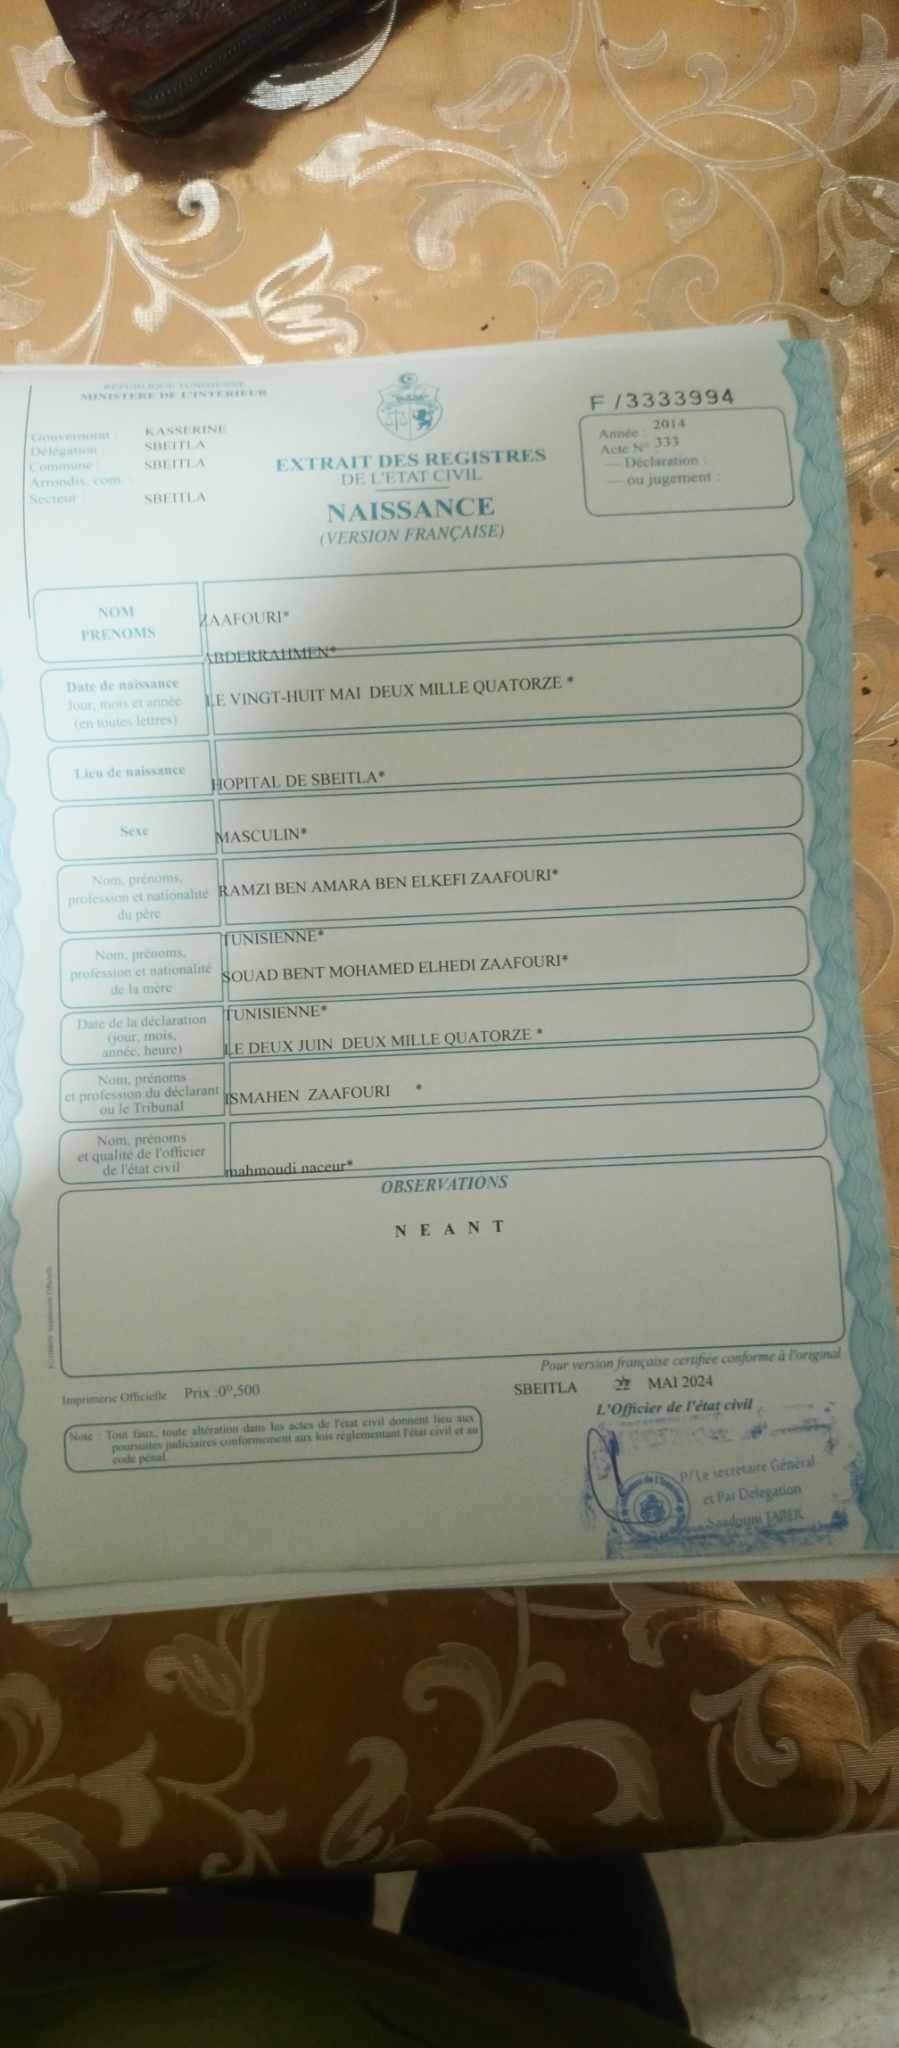 REPUBLIQUE TUNISIENNE
MINISTERE DE L'INTERIEUR
Gouvernorat : KASSERINE
Délégation : SBEITLA
Commune : SBEITLA
Arrondis. com. :
Secteur : SBEITLA
EXTRAIT DES REGISTRES
DE L'ETAT CIVIL
NAISSANCE
(VERSION FRANÇAISE)
F /3333994
Année : 2014
Acte N° 333
— Déclaration :
— ou jugement :
NOM
PRENOMS
ZAAFOURI*
ABDERRAHMEN*
Date de naissance
Jour, mois et année
(en toutes lettres)
LE VINGT-HUIT MAI DEUX MILLE QUATORZE *
Lieu de naissance
HOPITAL DE SBEITLA*
Sexe
MASCULIN*
Nom, prénoms,
profession et nationalité
du père
RAMZI BEN AMARA BEN ELKEFI ZAAFOURI*
TUNISIENNE*
Nom, prénoms,
profession et nationalité
de la mère
SOUAD BENT MOHAMED ELHEDI ZAAFOURI*
TUNISIENNE*
Date de la déclaration
(jour, mois,
année, heure)
LE DEUX JUIN DEUX MILLE QUATORZE *
Nom, prénoms
et profession du déclarant
ou le Tribunal
ISMAHEN ZAAFOURI *
Nom, prénoms
et qualité de l'officier
de l'état civil
mahmoudi naceur*
OBSERVATIONS
N E A N T
Pour version française certifiée conforme à l'original
Imprimerie Officielle Prix :0ᴰ,500
SBEITLA MAI 2024
L'Officier de l'état civil
Note : Tout faux, toute altération dans les actes de l'état civil donnent lieu aux
poursuites judiciaires conformement aux lois réglementant l'état civil et au
code pénal.
P/ Le secretaire Général
et Par Delegation
Saadouni TAREK